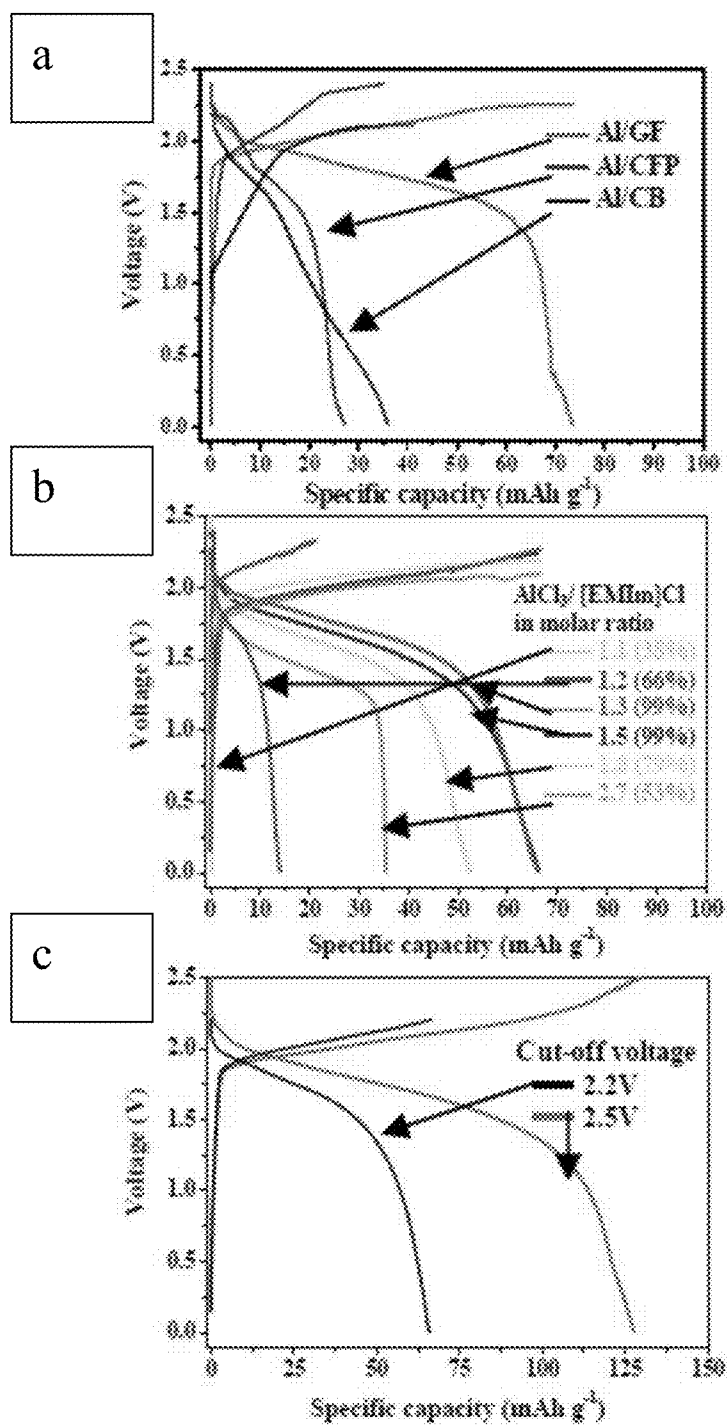 a
2.5
2.0
1.5
1.0
0.5
0.0
Voltage (V)
Al/GF
Al/CFP
Al/CB
0 10 20 30 40 50 60 70 80 90 100
Specific capacity (mAh g⁻¹)
b
2.5
2.0
1.5
1.0
0.5
0.0
Voltage (V)
AlCl₃/ [EMIm]Cl
in molar ratio
1.1
1.2 (66%)
1.3 (99%)
1.5 (99%)
2.7 (53%)
0 10 20 30 40 50 60 70 80 90 100
Specific capacity (mAh g⁻¹)
c
2.5
2.0
1.5
1.0
0.5
0.0
Voltage (V)
Cut-off voltage
2.2V
2.5V
0 25 50 75 100 125 150
Specific capacity (mAh g⁻¹)